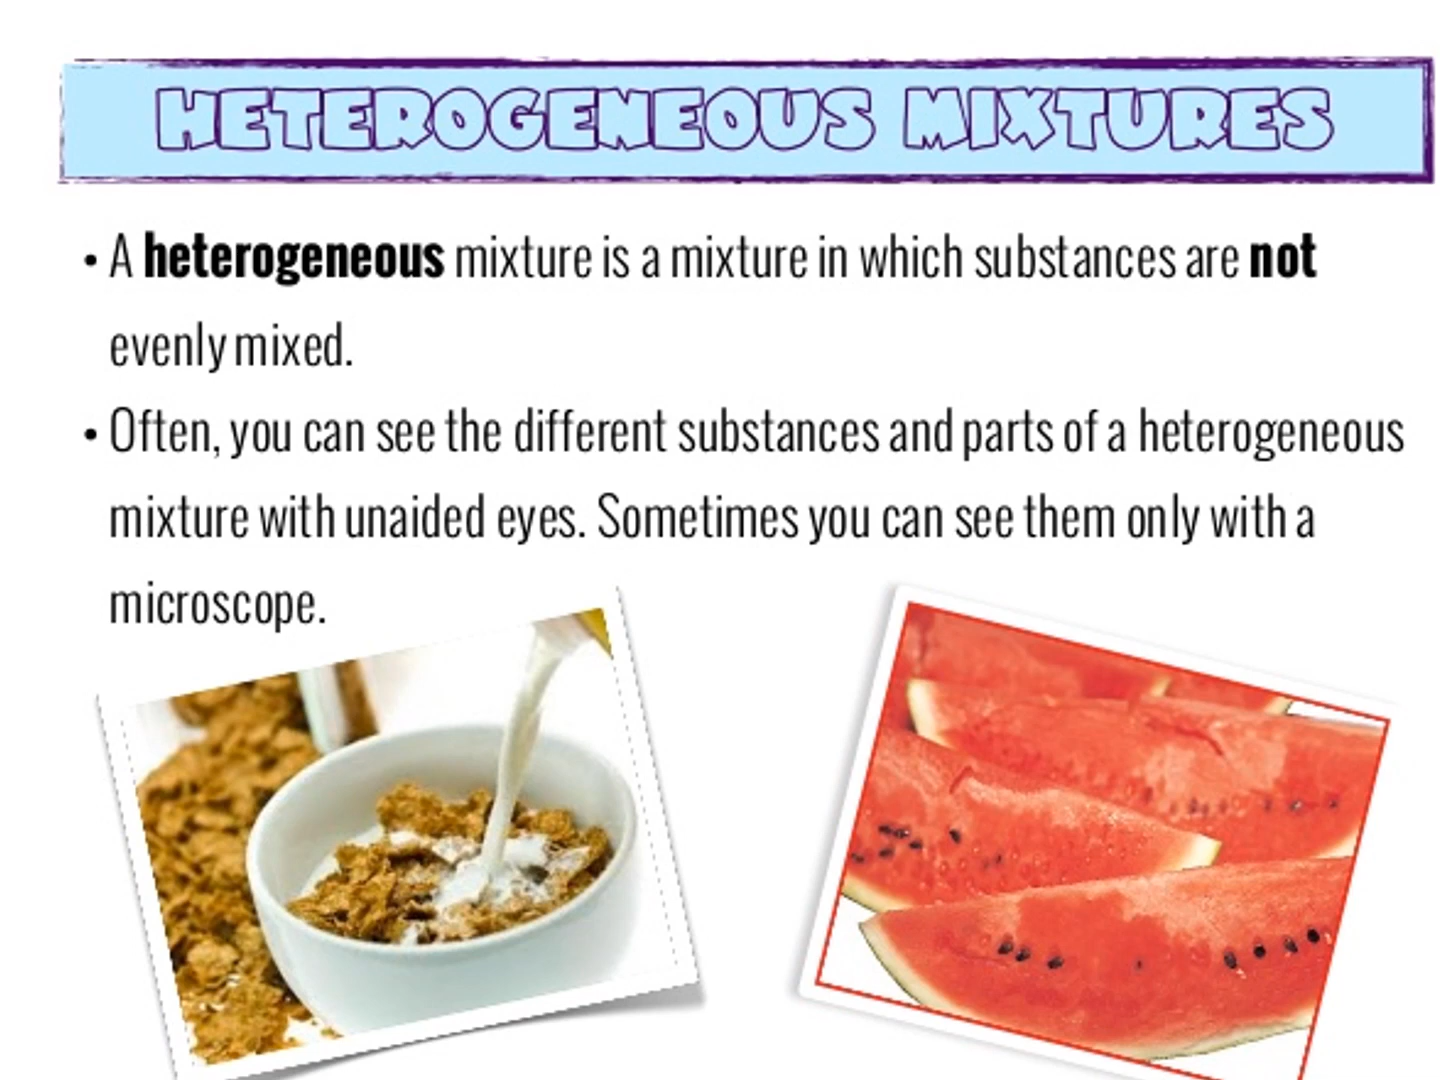 HETEROGENEOUS MIXTURES
• A heterogeneous mixture is a mixture in which substances are not
evenly mixed.
• Often, you can see the different substances and parts of a heterogeneous
mixture with unaided eyes. Sometimes you can see them only with a
microscope.